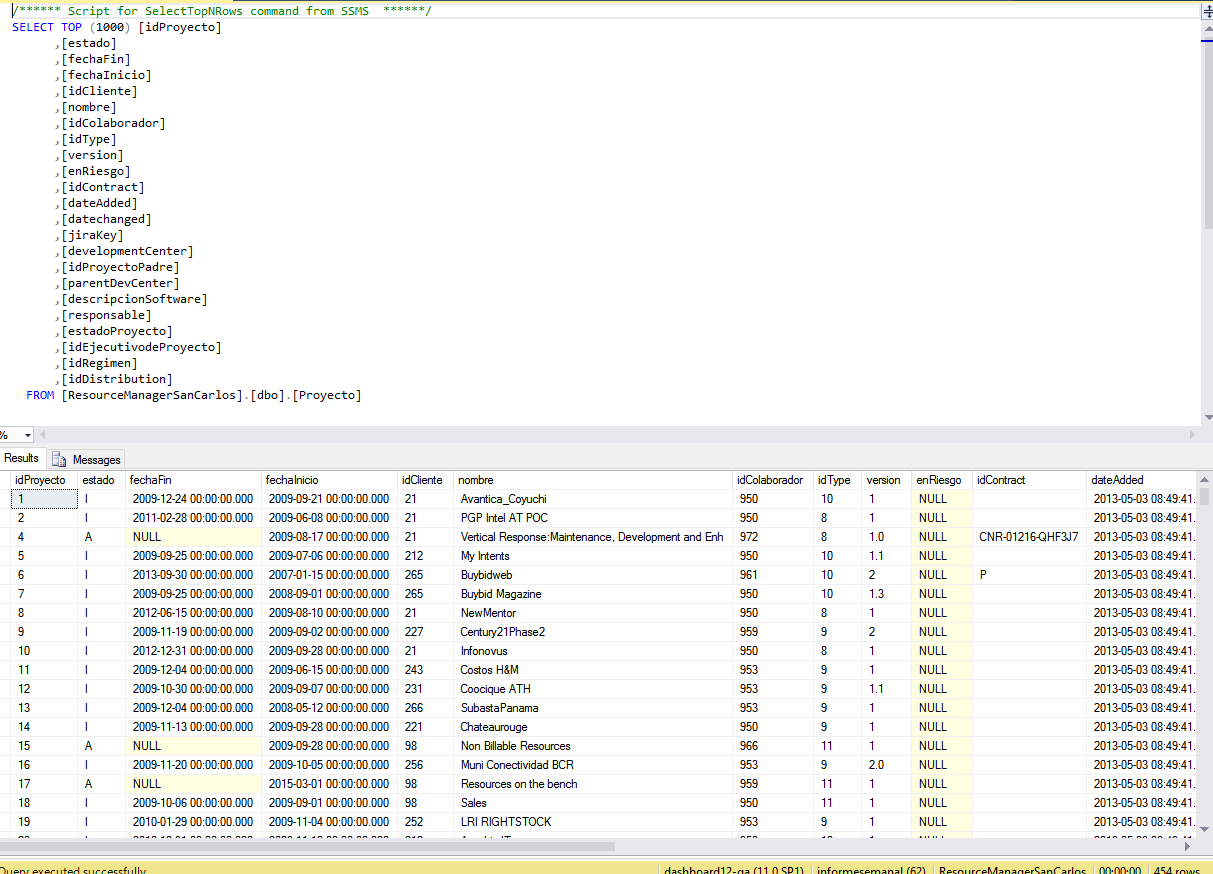 /****** Script for SelectTopNRows command from SSMS  ******/
SELECT TOP (1000) [idProyecto]
,[estado]
,[fechaFin]
,[fechaInicio]
,[idCliente]
,[nombre]
,[idColaborador]
,[idType]
,[version]
,[enRiesgo]
,[idContract]
,[dateAdded]
,[datechanged]
,[jiraKey]
,[developmentCenter]
,[idProyectoPadre]
,[parentDevCenter]
,[descripcionSoftware]
,[responsable]
,[estadoProyecto]
,[idEjecutivodeProyecto]
,[idRegimen]
,[idDistribution]
FROM [ResourceManagerSanCarlos].[dbo].[Proyecto]
%
Results Messages
idProyecto estado fechaFin fechaInicio idCliente nombre idColaborador idType version enRiesgo idContract dateAdded
1 I 2009-12-24 00:00:00.000 2009-09-21 00:00:00.000 21 Avantica_Coyuchi 950 10 1 NULL 2013-05-03 08:49:41.
2 I 2011-02-28 00:00:00.000 2009-06-08 00:00:00.000 21 PGP Intel AT POC 950 8 1 NULL 2013-05-03 08:49:41.
4 A NULL 2009-08-17 00:00:00.000 21 Vertical Response:Maintenance, Development and Enh 972 8 1.0 NULL CNR-01216-QHF3J7 2013-05-03 08:49:41.
5 I 2009-09-25 00:00:00.000 2009-07-06 00:00:00.000 212 My Intents 950 10 1.1 NULL 2013-05-03 08:49:41.
6 I 2013-09-30 00:00:00.000 2007-01-15 00:00:00.000 265 Buybidweb 961 10 2 NULL P 2013-05-03 08:49:41.
7 I 2009-09-25 00:00:00.000 2008-09-01 00:00:00.000 265 Buybid Magazine 950 10 1.3 NULL 2013-05-03 08:49:41.
8 I 2012-06-15 00:00:00.000 2009-08-10 00:00:00.000 21 NewMentor 950 8 1 NULL 2013-05-03 08:49:41.
9 I 2009-11-19 00:00:00.000 2009-09-02 00:00:00.000 227 Century21Phase2 959 9 2 NULL 2013-05-03 08:49:41.
10 I 2012-12-31 00:00:00.000 2009-09-28 00:00:00.000 21 Infonovus 950 8 1 NULL 2013-05-03 08:49:41.
11 I 2009-12-04 00:00:00.000 2009-06-15 00:00:00.000 243 Costos H&M 953 9 1 NULL 2013-05-03 08:49:41.
12 I 2009-10-30 00:00:00.000 2009-09-07 00:00:00.000 231 Coocique ATH 953 9 1.1 NULL 2013-05-03 08:49:41.
13 I 2009-12-04 00:00:00.000 2008-05-12 00:00:00.000 266 SubastaPanama 953 9 1 NULL 2013-05-03 08:49:41.
14 I 2009-11-13 00:00:00.000 2009-09-28 00:00:00.000 221 Chateaurouge 950 9 1 NULL 2013-05-03 08:49:41.
15 A NULL 2009-09-28 00:00:00.000 98 Non Billable Resources 966 11 1 NULL 2013-05-03 08:49:41.
16 I 2009-11-20 00:00:00.000 2009-10-05 00:00:00.000 256 Muni Conectividad BCR 953 9 2.0 NULL 2013-05-03 08:49:41.
17 A NULL 2015-03-01 00:00:00.000 98 Resources on the bench 959 11 1 NULL 2013-05-03 08:49:41.
18 I 2009-10-06 00:00:00.000 2009-09-01 00:00:00.000 98 Sales 950 11 1 NULL 2013-05-03 08:49:41.
19 I 2010-01-29 00:00:00.000 2009-11-04 00:00:00.000 252 LRI RIGHTSTOCK 953 9 1 NULL 2013-05-03 08:49:41.
Query executed successfully. dashboard12-qa (11.0 SP1) informesemanal (62) ResourceManagerSanCarlos 00:00:00 454 rows